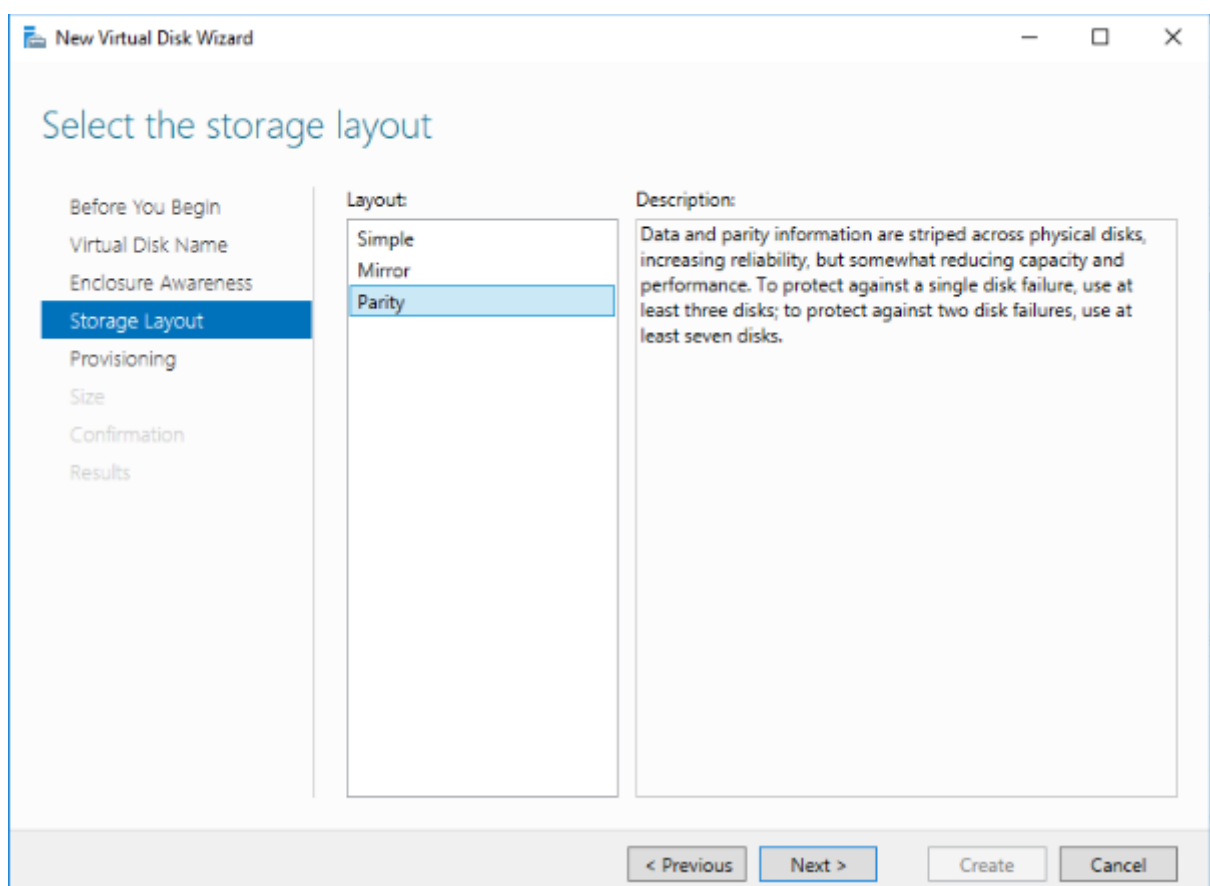 New Virtual Disk Wizard
Select the storage layout
Before You Begin
Virtual Disk Name
Enclosure Awareness
Storage Layout
Provisioning
Size
Confirmation
Results
Layout:
Simple
Mirror
Parity
Description:
Data and parity information are striped across physical disks,
increasing reliability, but somewhat reducing capacity and
performance. To protect against a single disk failure, use at
least three disks; to protect against two disk failures, use at
least seven disks.
< Previous
Next >
Create
Cancel